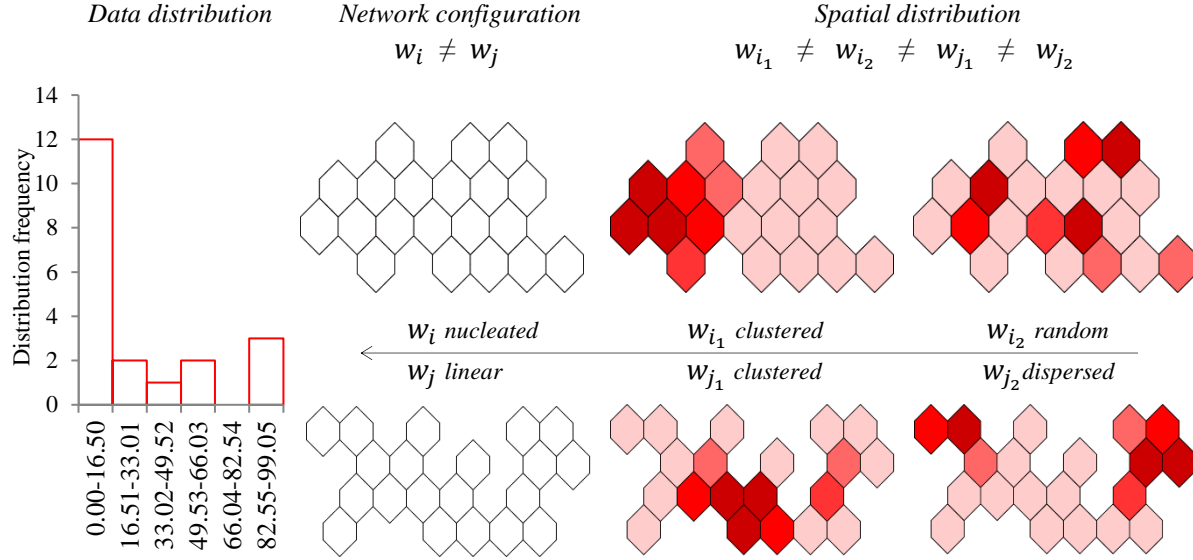 Data distribution
Network configuration
Spatial distribution
w_i ≠ w_j
w_{i_1} ≠ w_{i_2} ≠ w_{j_1} ≠ w_{j_2}
Distribution frequency
14
12
10
8
6
4
2
0
0.00-16.50
16.51-33.01
33.02-49.52
49.53-66.03
66.04-82.54
82.55-99.05
w_i nucleated
w_{i_1} clustered
w_{i_2} random
w_j linear
w_{j_1} clustered
w_{j_2} dispersed